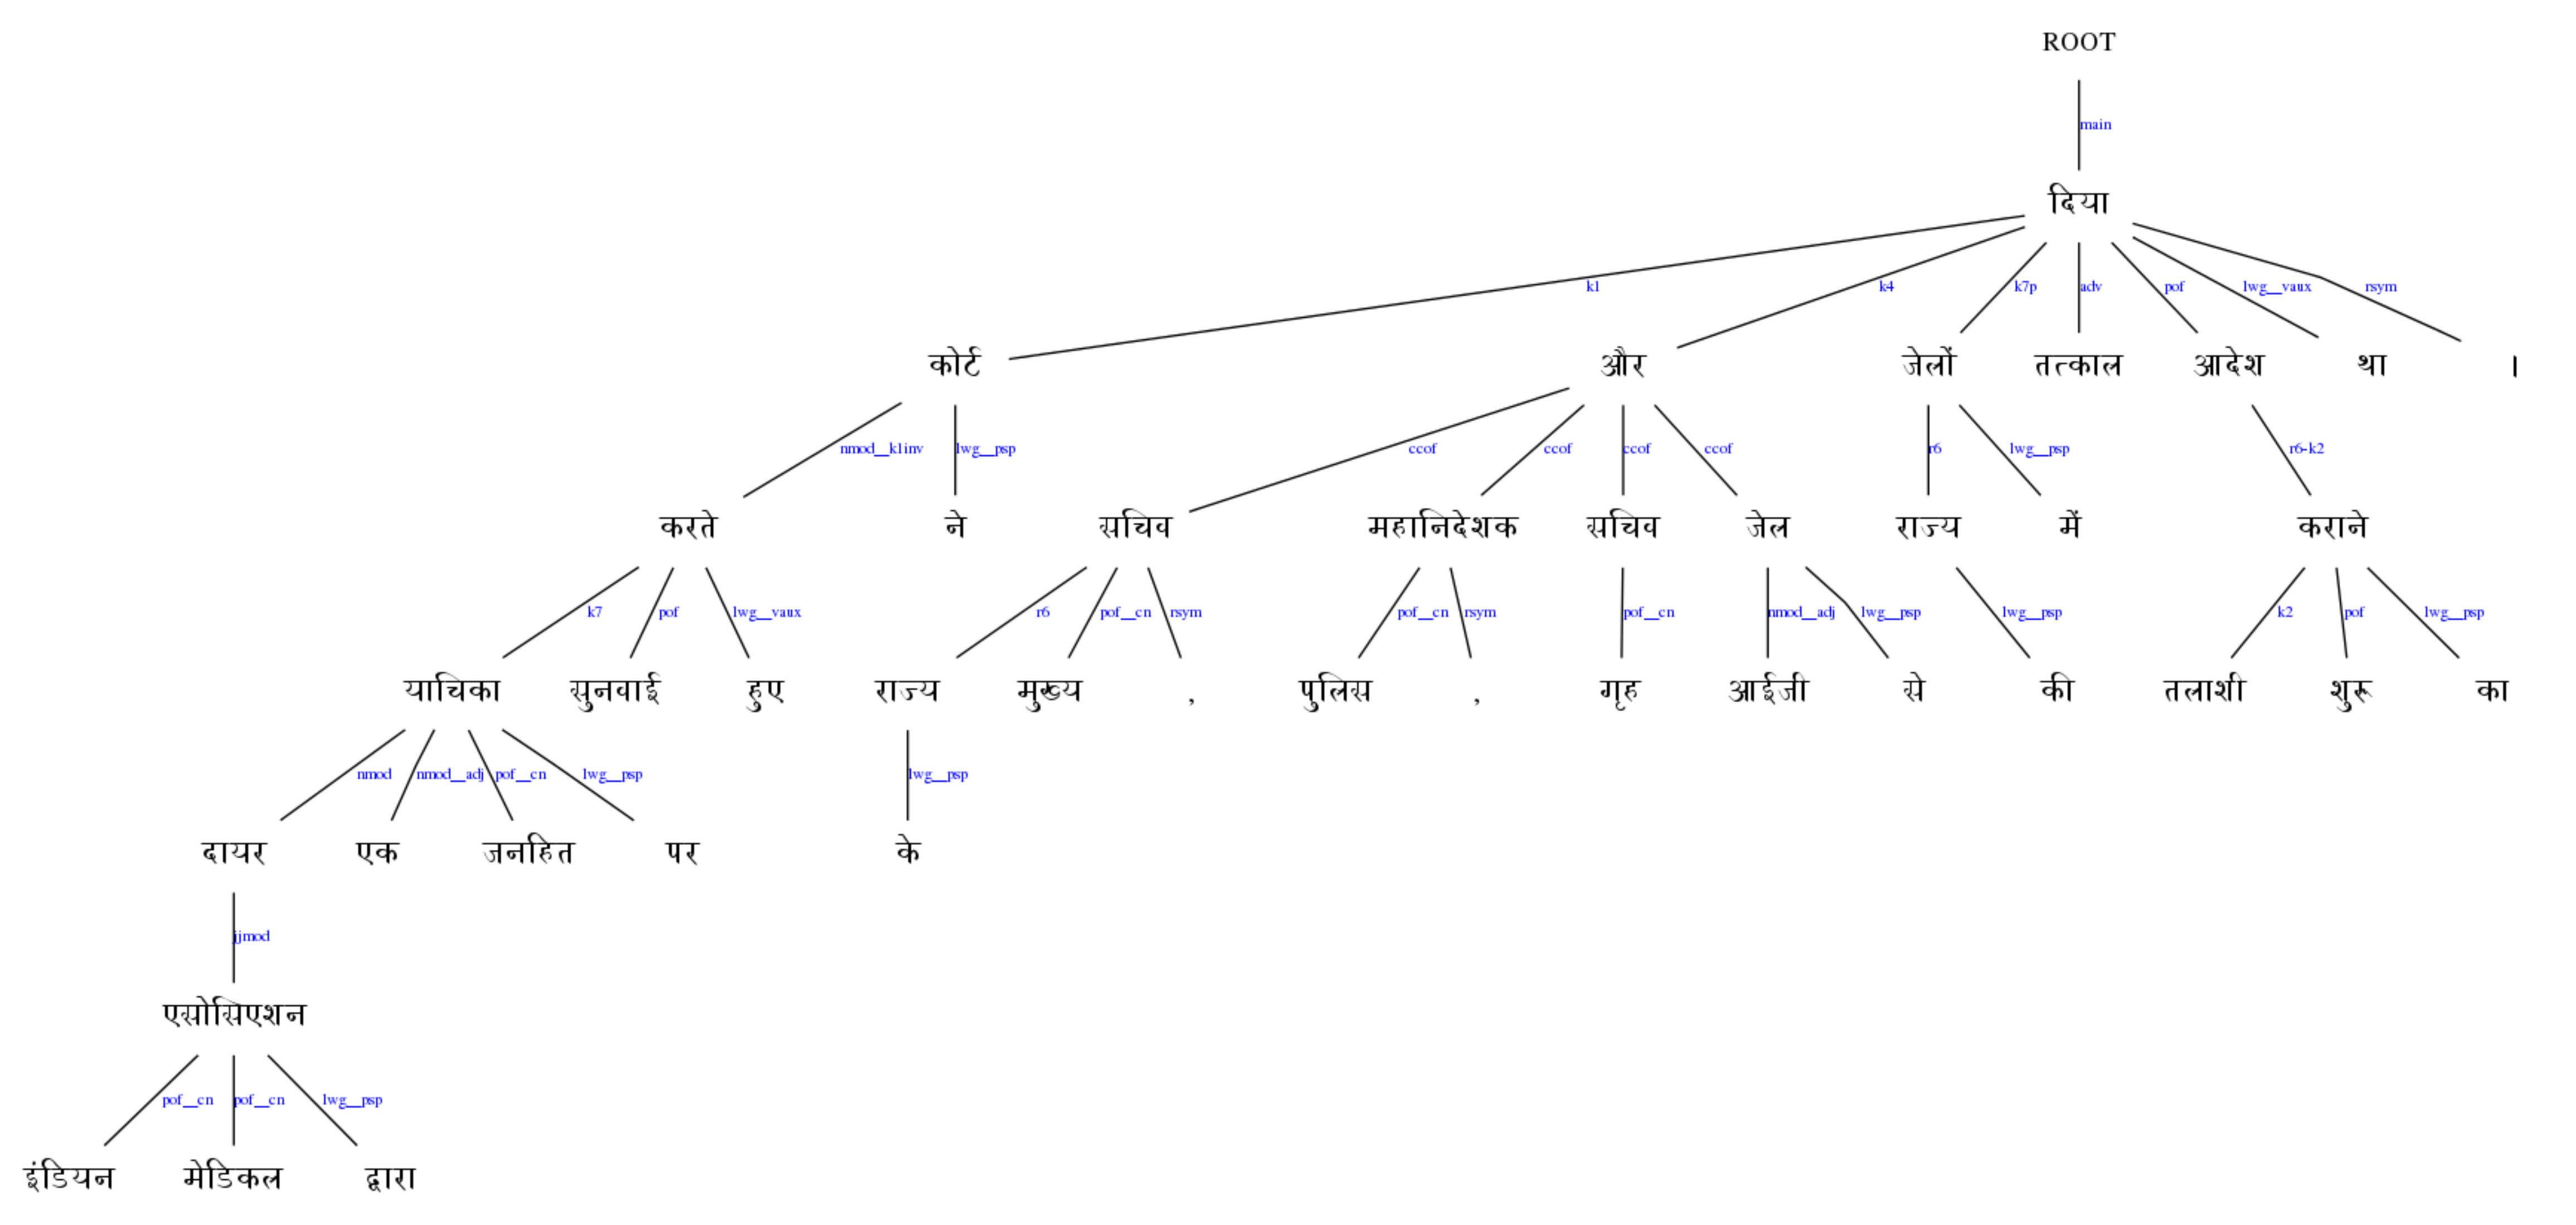 ROOT
main
दिया
k1 k4 k7p adv pof lwg__vaux rsym
कोर्ट और जेलों तत्काल आदेश था ।
nmod__k1inv lwg__psp ccof ccof ccof ccof r6 lwg__psp r6-k2
करते ने सचिव महानिदेशक सचिव जेल राज्य में कराने
k7 pof lwg__vaux r6 pof__cn rsym pof__cn rsym pof__cn nmod__adj lwg__psp lwg__psp k2 pof lwg__psp
याचिका सुनवाई हुए राज्य मुख्य , पुलिस , गृह आईजी से की तलाशी शुरू का
nmod nmod__adj pof__cn lwg__psp lwg__psp
दायर एक जनहित पर के
jjmod
एसोसिएशन
pof__cn pof__cn lwg__psp
इंडियन मेडिकल द्वारा